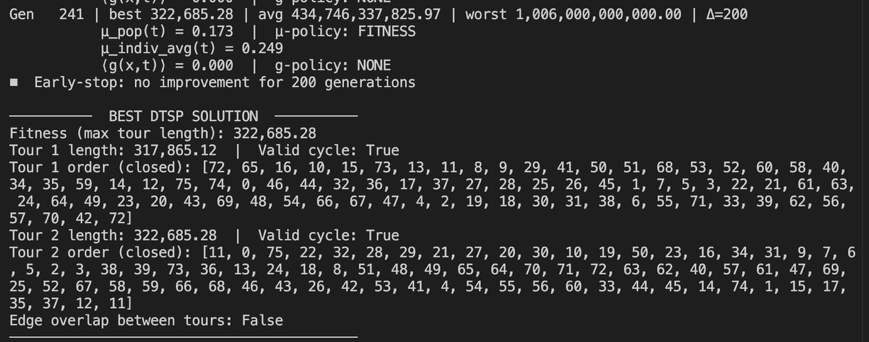 (g(x,t)) = 0.000  |  g-policy: NONE
Gen   241 | best 322,685.28 | avg 434,746,337,825.97 | worst 1,006,000,000,000.00 | Δ=200
μ_pop(t) = 0.173  |  μ-policy: FITNESS
μ_indiv_avg(t) = 0.249
⟨g(x,t)⟩ = 0.000  |  g-policy: NONE
■  Early-stop: no improvement for 200 generations
────────── BEST DTSP SOLUTION ──────────
Fitness (max tour length): 322,685.28
Tour 1 length: 317,865.12  |  Valid cycle: True
Tour 1 order (closed): [72, 65, 16, 10, 15, 73, 13, 11, 8, 9, 29, 41, 50, 51, 68, 53, 52, 60, 58, 40,
34, 35, 59, 14, 12, 75, 74, 0, 46, 44, 32, 36, 17, 37, 27, 28, 25, 26, 45, 1, 7, 5, 3, 22, 21, 61, 63,
24, 64, 49, 23, 20, 43, 69, 48, 54, 66, 67, 47, 4, 2, 19, 18, 30, 31, 38, 6, 55, 71, 33, 39, 62, 56,
57, 70, 42, 72]
Tour 2 length: 322,685.28  |  Valid cycle: True
Tour 2 order (closed): [11, 0, 75, 22, 32, 28, 29, 21, 27, 20, 30, 10, 19, 50, 23, 16, 34, 31, 9, 7, 6
, 5, 2, 3, 38, 39, 73, 36, 13, 24, 18, 8, 51, 48, 49, 65, 64, 70, 71, 72, 63, 62, 40, 57, 61, 47, 69,
25, 52, 67, 58, 59, 66, 68, 46, 43, 26, 42, 53, 41, 4, 54, 55, 56, 60, 33, 44, 45, 14, 74, 1, 15, 17,
35, 37, 12, 11]
Edge overlap between tours: False